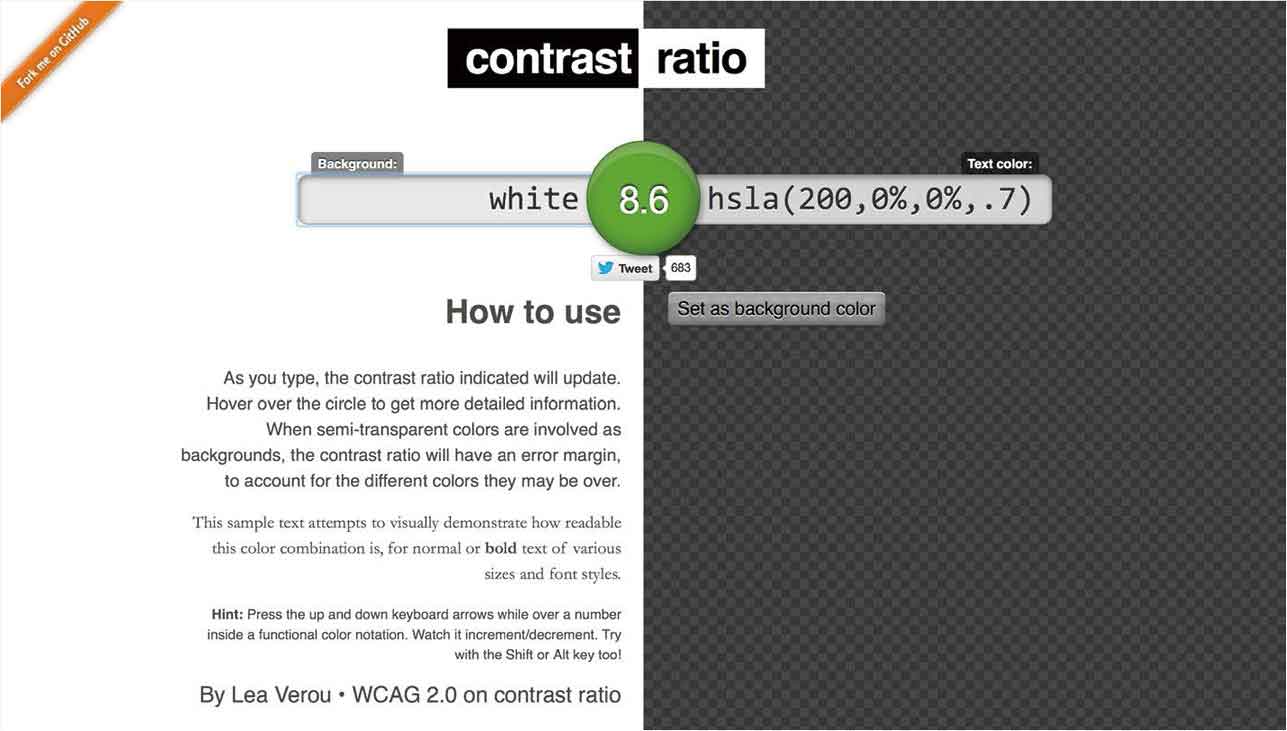 Fork me on GitHub
contrast ratio
Background:
Text color:
white
8.6
hsla(200,0%,0%,.7)
Tweet
683
How to use
Set as background color
As you type, the contrast ratio indicated will update.
Hover over the circle to get more detailed information.
When semi-transparent colors are involved as
backgrounds, the contrast ratio will have an error margin,
to account for the different colors they may be over.
This sample text attempts to visually demonstrate how readable
this color combination is, for normal or bold text of various
sizes and font styles.
Hint: Press the up and down keyboard arrows while over a number
inside a functional color notation. Watch it increment/decrement. Try
with the Shift or Alt key too!
By Lea Verou • WCAG 2.0 on contrast ratio